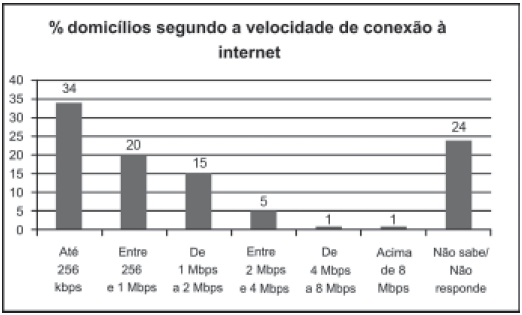 % domicílios segundo a velocidade de conexão à
internet
40
35
30
25
20
15
10
5
0
34
20
15
5
1
1
24
Até
256
kbps
Entre
256
e 1 Mbps
De
1 Mbps
a 2 Mbps
Entre
2 Mbps
e 4 Mbps
De
4 Mbps
a 8 Mbps
Acima
de 8
Mbps
Não sabe/
Não
responde